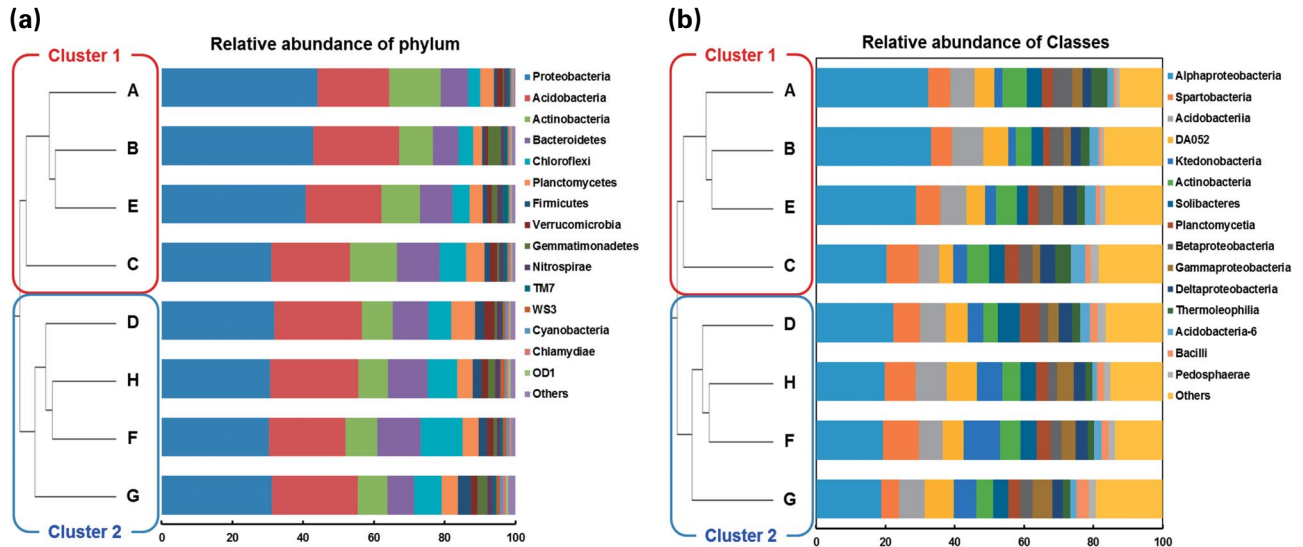 (a)
Relative abundance of phylum
Cluster 1
A
B
E
C
D
H
F
G
Cluster 2
0 20 40 60 80 100
Proteobacteria
Acidobacteria
Actinobacteria
Bacteroidetes
Chloroflexi
Planctomycetes
Firmicutes
Verrucomicrobia
Gemmatimonadetes
Nitrospirae
TM7
WS3
Cyanobacteria
Chlamydiae
OD1
Others
(b)
Relative abundance of Classes
Cluster 1
A
B
E
C
D
H
F
G
Cluster 2
0 20 40 60 80 100
Alphaproteobacteria
Spartobacteria
Acidobacteriia
DA052
Ktedonobacteria
Actinobacteria
Solibacteres
Planctomycetia
Betaproteobacteria
Gammaproteobacteria
Deltaproteobacteria
Thermoleophilia
Acidobacteria-6
Bacilli
Pedosphaerae
Others